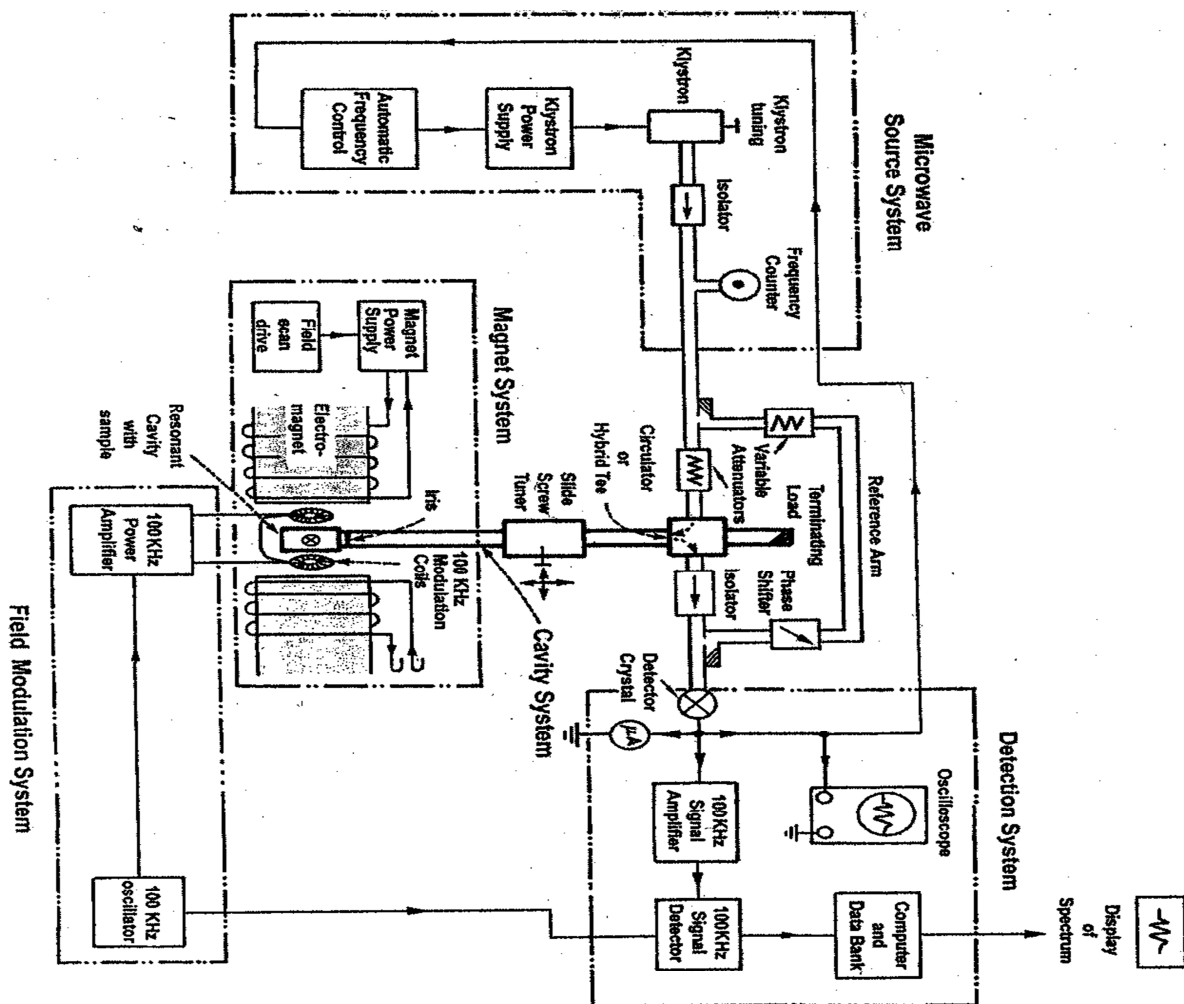 Microwave
Source System
Klystron
tuning
Klystron
Klystron
Power
Supply
Automatic
Frequency
Control
Isolator
Frequency
Counter
Reference Arm
Variable
Attenuators
Terminating
Load
Phase
Shifter
Circulator
or
Hybrid Tee
Isolator
Detector
Crystal
Slide
Screw
Tuner
Cavity System
Magnet System
Magnet
Power
Supply
Field
scan
drive
Electro-
magnet
Iris
100 KHz
Modulation
Coils
Resonant
Cavity
with
sample
100KHz
Power
Amplifier
100 KHz
oscillator
Field Modulation System
Detection System
Oscillescope
μA
100KHz
Signal
Amplifier
100KHz
Signal
Detector
Computer
and
Data Bank
Display
of
Spectrum